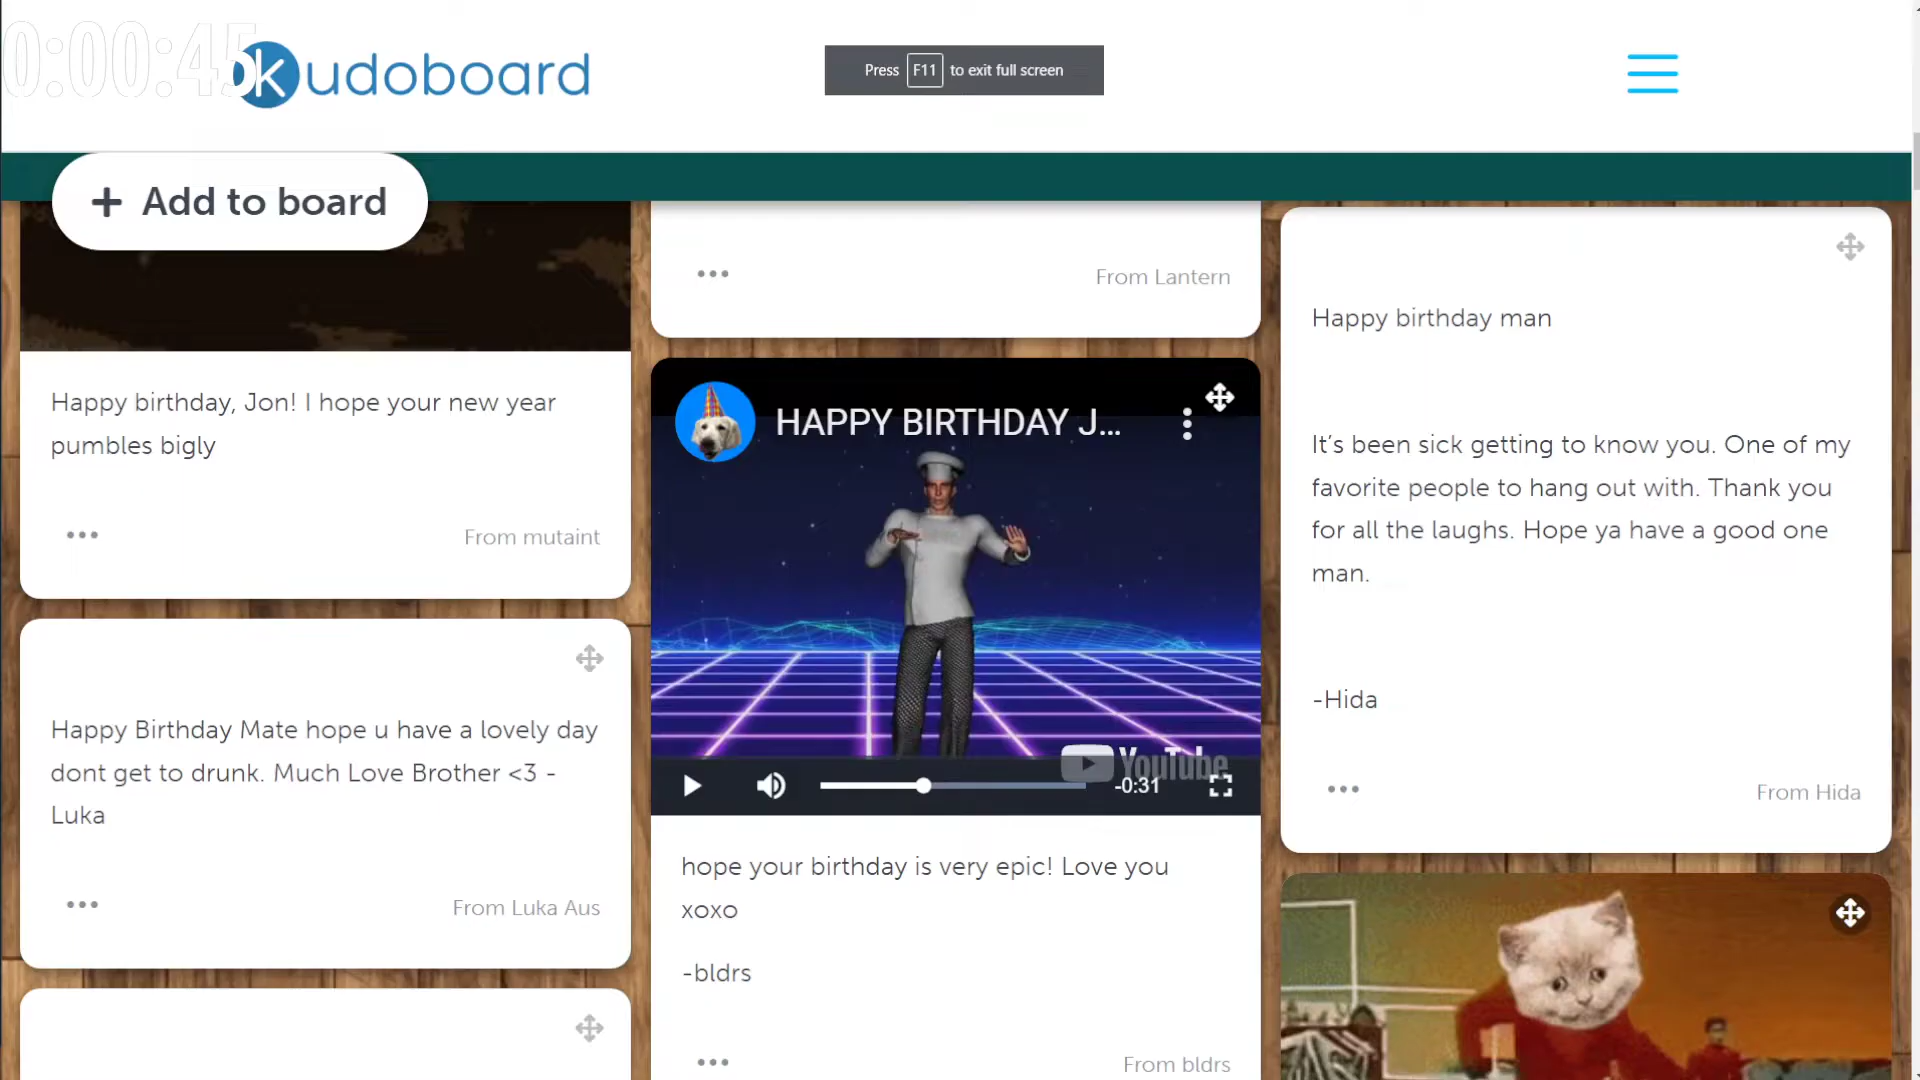 0:00:45
kudoboard
Press F11 to exit full screen
+ Add to board
Happy birthday, Jon! I hope your new year
pumbles bigly
From mutaint
Happy Birthday Mate hope u have a lovely day
dont get to drunk. Much Love Brother <3 -
Luka
From Luka Aus
From Lantern
HAPPY BIRTHDAY J...
YouTube
-0:31
hope your birthday is very epic! Love you
xoxo
-bldrs
From bldrs
Happy birthday man
It’s been sick getting to know you. One of my
favorite people to hang out with. Thank you
for all the laughs. Hope ya have a good one
man.
-Hida
From Hida